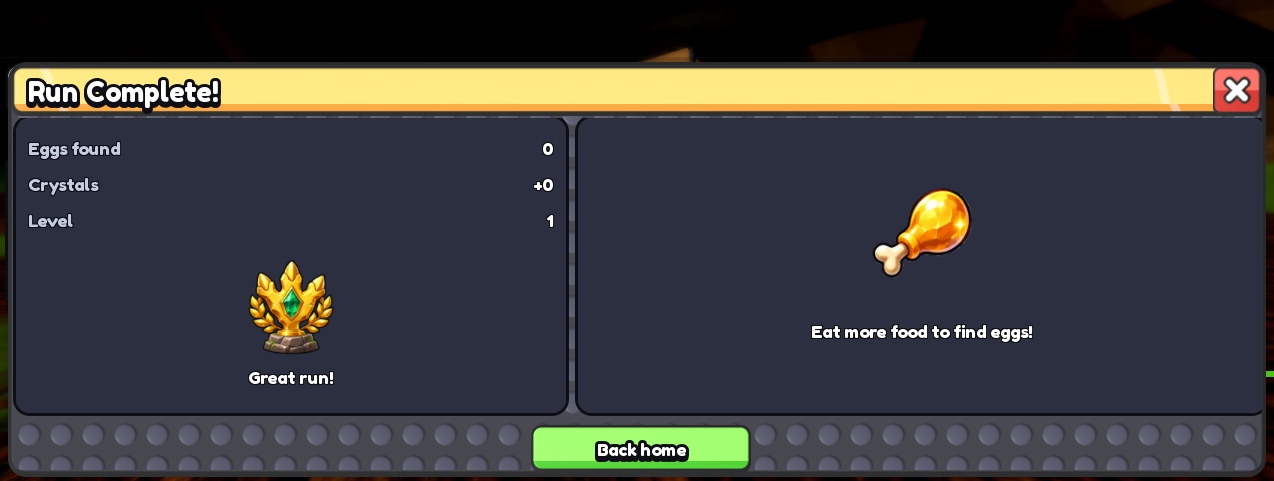 Run Complete!
Eggs found 0
Crystals +0
Level 1
Great run!
Eat more food to find eggs!
Back home